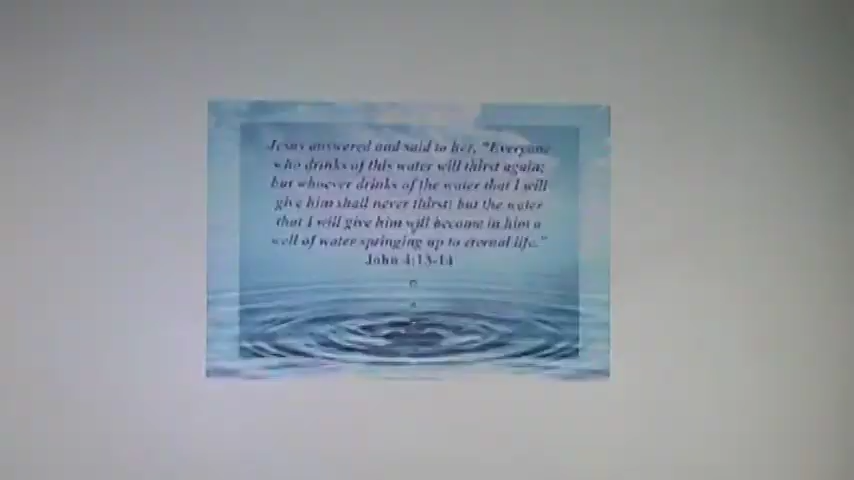 Jesus answered and said to her, "Everyone
who drinks of this water will thirst again;
but whoever drinks of the water that I will
give him shall never thirst; but the water
that I will give him will become in him a
well of water springing up to eternal life."
John 4:13-14